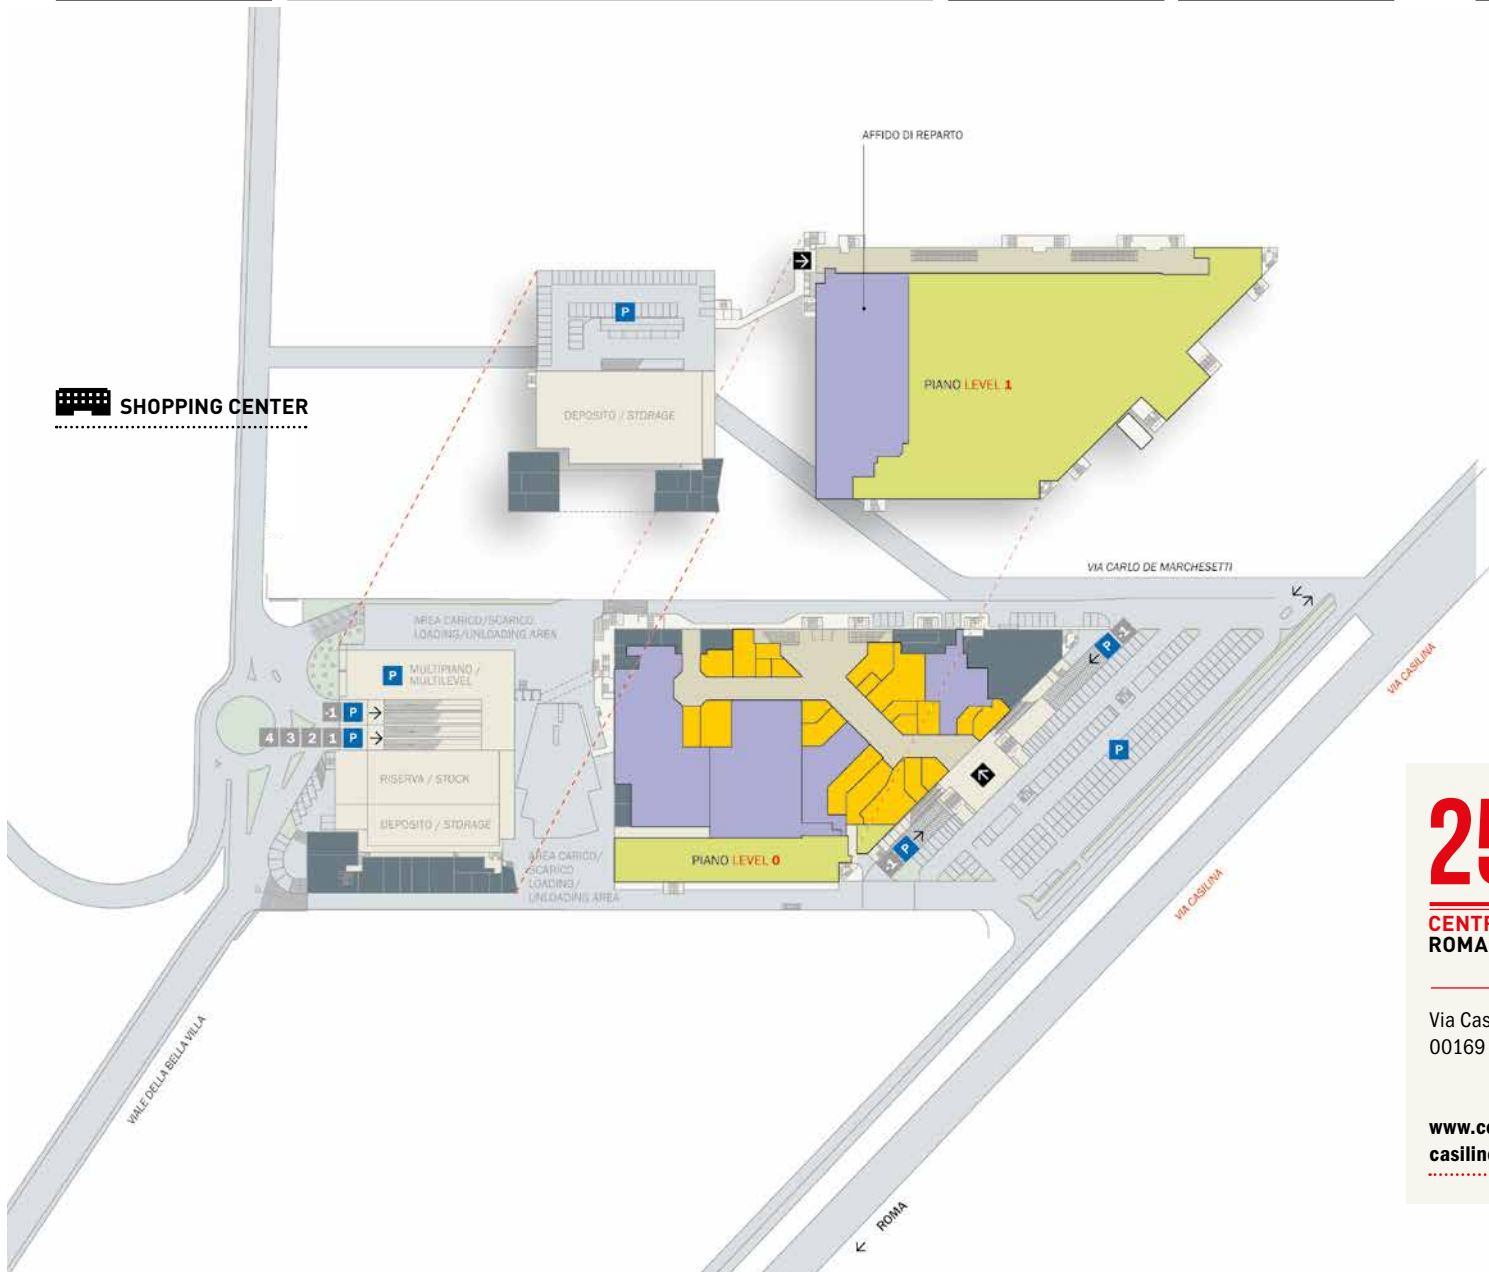 AFFIDO DI REPARTO
P
PIANO LEVEL 1
SHOPPING CENTER
DEPOSITO / STORAGE
VIA CARLO DE MARCHESETTI
AREA CARICO/SCARICO
LOADING/UNLOADING AREA
P MULTIPIANO /
MULTILEVEL
-1 P
4 3 2 1 P
-1 P
P
VIA CASILINA
RISERVA / STOCK
DEPOSITO / STORAGE
AREA CARICO/
SCARICO
LOADING/
UNLOADING AREA
PIANO LEVEL 0
-1 P
VIA CASILINA
VIALE DELLA BELLA VILLA
ROMA
25
CENTR
ROMA
Via Cas
00169
www.c
casilin